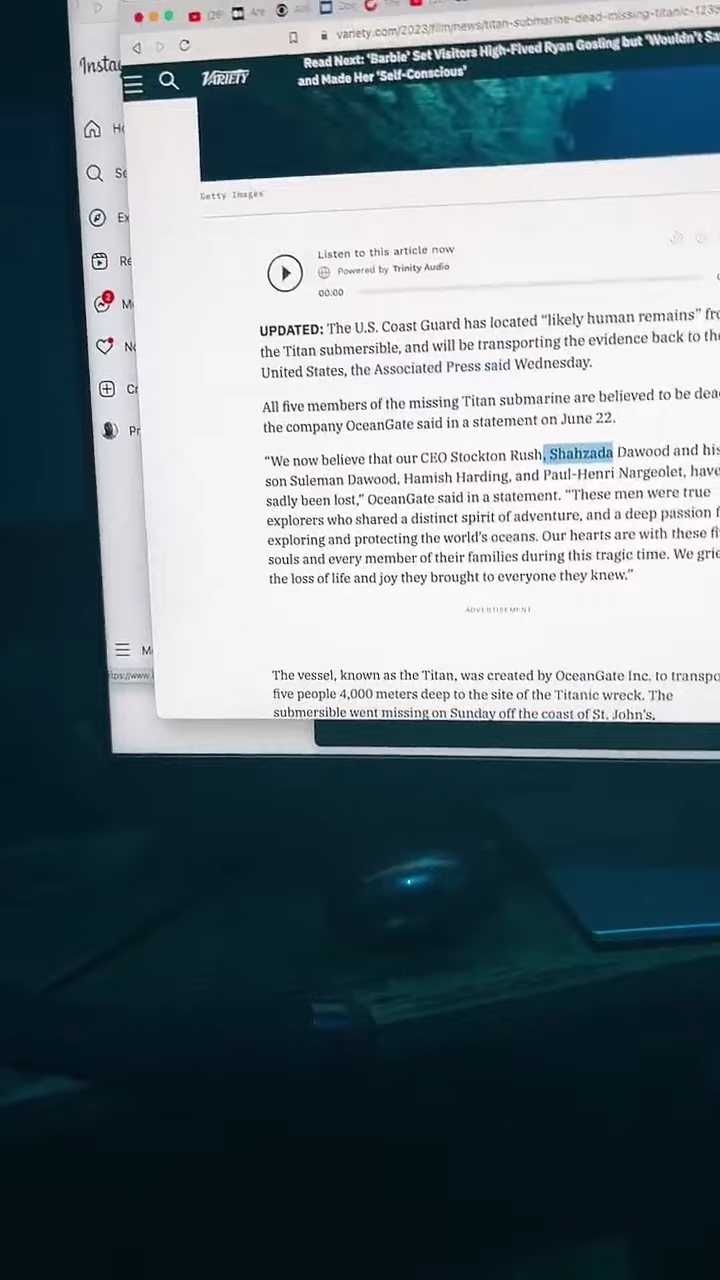 Insta
variety.com/2023/film/news/titan-submarine-dead-missing-titanic-1235
VARIETY
Read Next: ‘Barbie’ Set Visitors High-Fived Ryan Gosling but ‘Wouldn’t
and Made Her ‘Self-Conscious’
Getty Images
Listen to this article now
Powered by Trinity Audio
00:00
UPDATED: The U.S. Coast Guard has located “likely human remains”
the Titan submersible, and will be transporting the evidence back to
United States, the Associated Press said Wednesday.
All five members of the missing Titan submarine are believed to be
the company OceanGate said in a statement on June 22.
“We now believe that our CEO Stockton Rush, Shahzada Dawood and his
son Suleman Dawood, Hamish Harding, and Paul-Henri Nargeolet, have
sadly been lost,” OceanGate said in a statement. “These men were true
explorers who shared a distinct spirit of adventure, and a deep passion
exploring and protecting the world’s oceans. Our hearts are with these
souls and every member of their families during this tragic time. We
the loss of life and joy they brought to everyone they knew.”
ADVERTISEMENT
The vessel, known as the Titan, was created by OceanGate Inc. to
five people 4,000 meters deep to the site of the Titanic wreck. The
submersible went missing on Sunday off the coast of St. John’s,